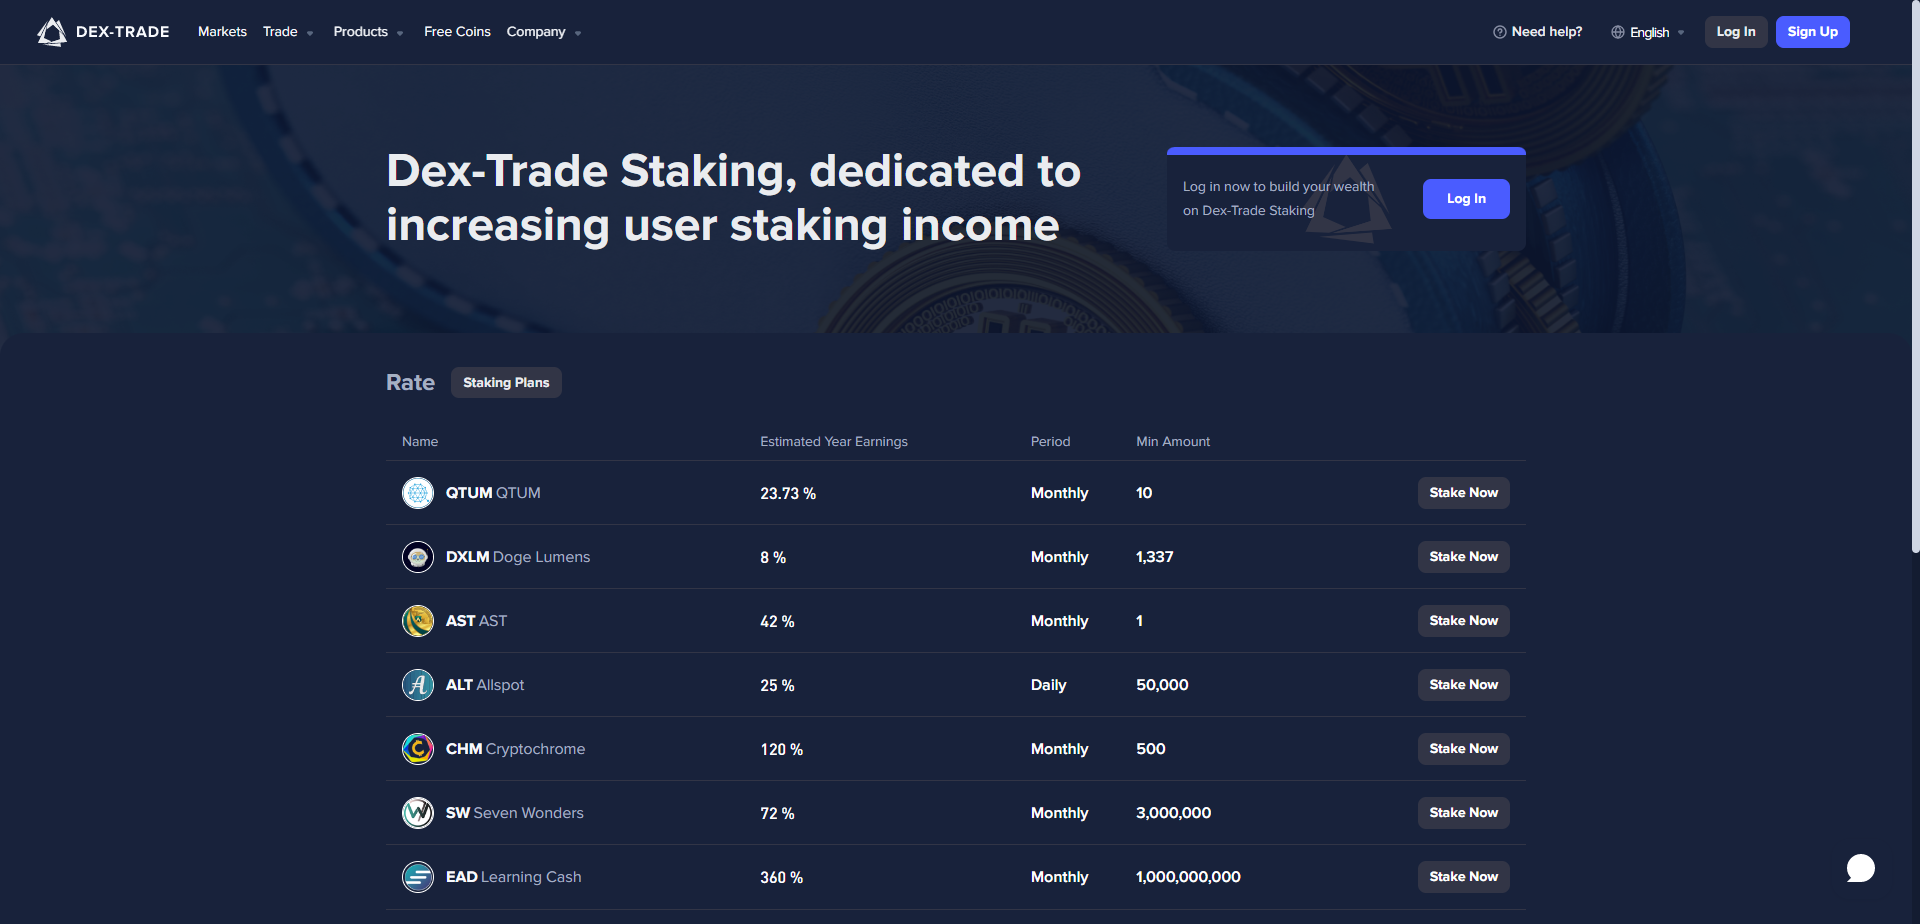 DEX-TRADE Markets Trade Products Free Coins Company Need help? English Log In Sign Up
Dex-Trade Staking, dedicated to
increasing user staking income
Log in now to build your wealth
on Dex-Trade Staking
Log In
Rate Staking Plans
Name Estimated Year Earnings Period Min Amount
QTUM QTUM 23.73 % Monthly 10 Stake Now
DXLM Doge Lumens 8 % Monthly 1,337 Stake Now
AST AST 42 % Monthly 1 Stake Now
ALT Allspot 25 % Daily 50,000 Stake Now
CHM Cryptochrome 120 % Monthly 500 Stake Now
SW Seven Wonders 72 % Monthly 3,000,000 Stake Now
EAD Learning Cash 360 % Monthly 1,000,000,000 Stake Now